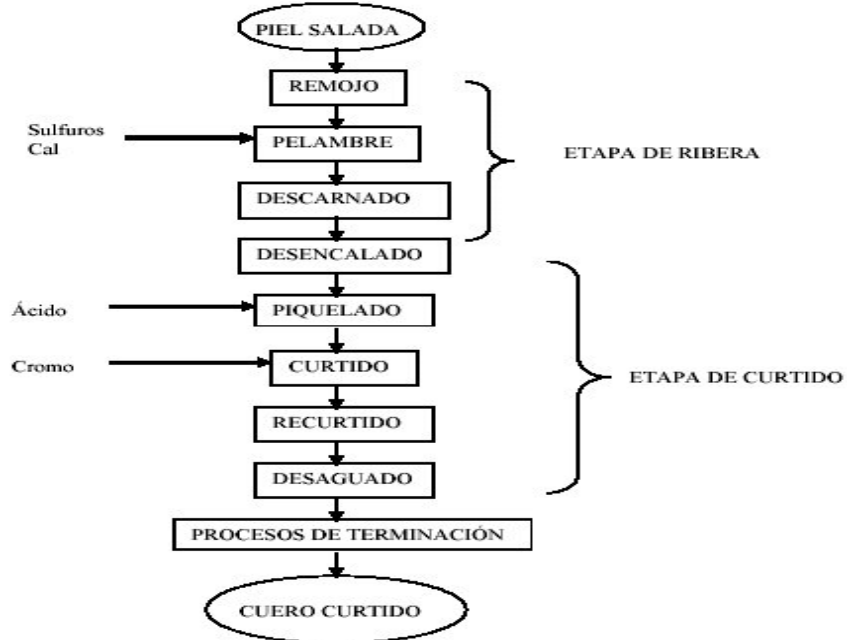 PIEL SALADA
REMOJO
Sulfuros
Cal
PELAMBRE
ETAPA DE RIBERA
DESCARNADO
DESENCALADO
Ácido
PIQUELADO
Cromo
CURTIDO
ETAPA DE CURTIDO
RECURTIDO
DESAGUADO
PROCESOS DE TERMINACIÓN
CUERO CURTIDO